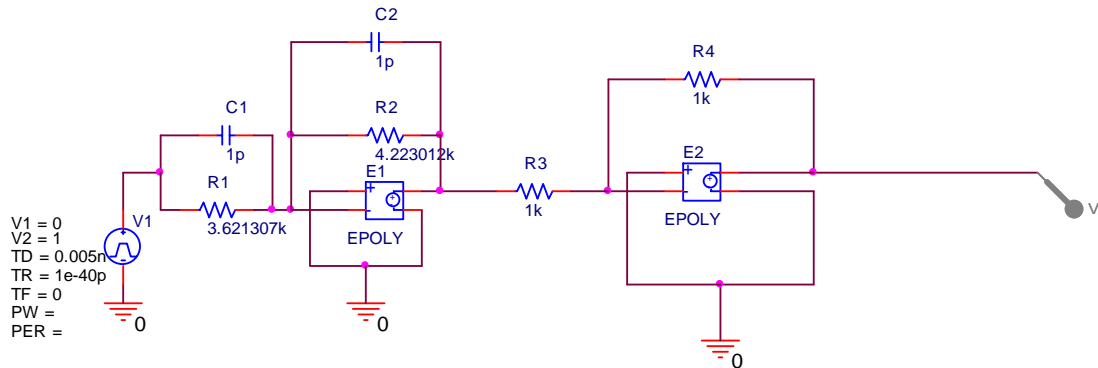 C2
1p
R4
1k
C1
1p
R2
4.223012k
R1
3.621307k
E1
EPOLY
R3
1k
E2
EPOLY
V
V1 = 0
V2 = 1
TD = 0.005n
TR = 1e-40p
TF = 0
PW =
PER =
V1
0
0
0